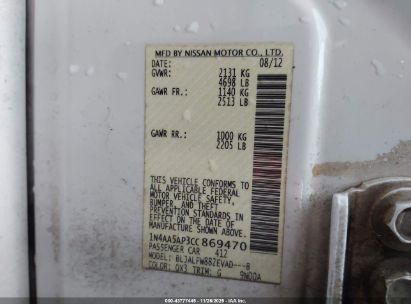 MFD BY NISSAN MOTOR CO., LTD.
DATE: 08/12
GVWR: 2131 KG
4698 LB
GAWR FR.: 1140 KG
2513 LB
GAWR RR.: 1000 KG
2205 LB
THIS VEHICLE CONFORMS TO ALL
APPLICABLE FEDERAL
MOTOR VEHICLE SAFETY,
BUMPER, AND THEFT
PREVENTION STANDARDS IN
EFFECT ON THE DATE OF
MANUFACTURE SHOWN ABOVE.
1N4AA5AP3CC869470
PASSENGER CAR 412
MODEL: BL3ALFW882EVAD---B
COLOR: QX3 TRIM: G 9N00A